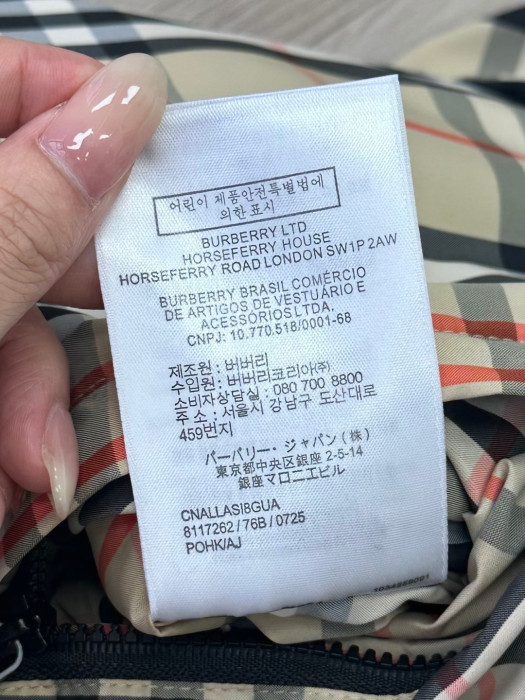 어린이 제품안전특별법에
의한 표시
BURBERRY LTD
HORSEFERRY HOUSE
HORSEFERRY ROAD LONDON SW1P 2AW
BURBERRY BRASIL COMÉRCIO
DE ARTIGOS DE VESTUÁRIO E
ACESSÓRIOS LTDA.
CNPJ: 10.770.518/0001-68
제조원 : 버버리
수입원 : 버버리코리아㈜
소비자상담실 : 080 700 8800
주 소 : 서울시 강남구 도산대로
459번지
バーバリー・ジャパン(株)
東京都中央区銀座 2-5-14
銀座マロニエビル
CNALLASI8GUA
8117262/76B/0725
POHK/AJ